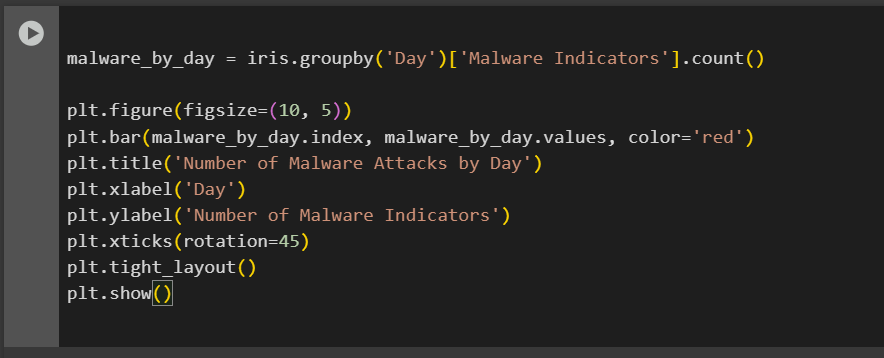 malware_by_day = iris.groupby('Day')['Malware Indicators'].count()
plt.figure(figsize=(10, 5))
plt.bar(malware_by_day.index, malware_by_day.values, color='red')
plt.title('Number of Malware Attacks by Day')
plt.xlabel('Day')
plt.ylabel('Number of Malware Indicators')
plt.xticks(rotation=45)
plt.tight_layout()
plt.show()